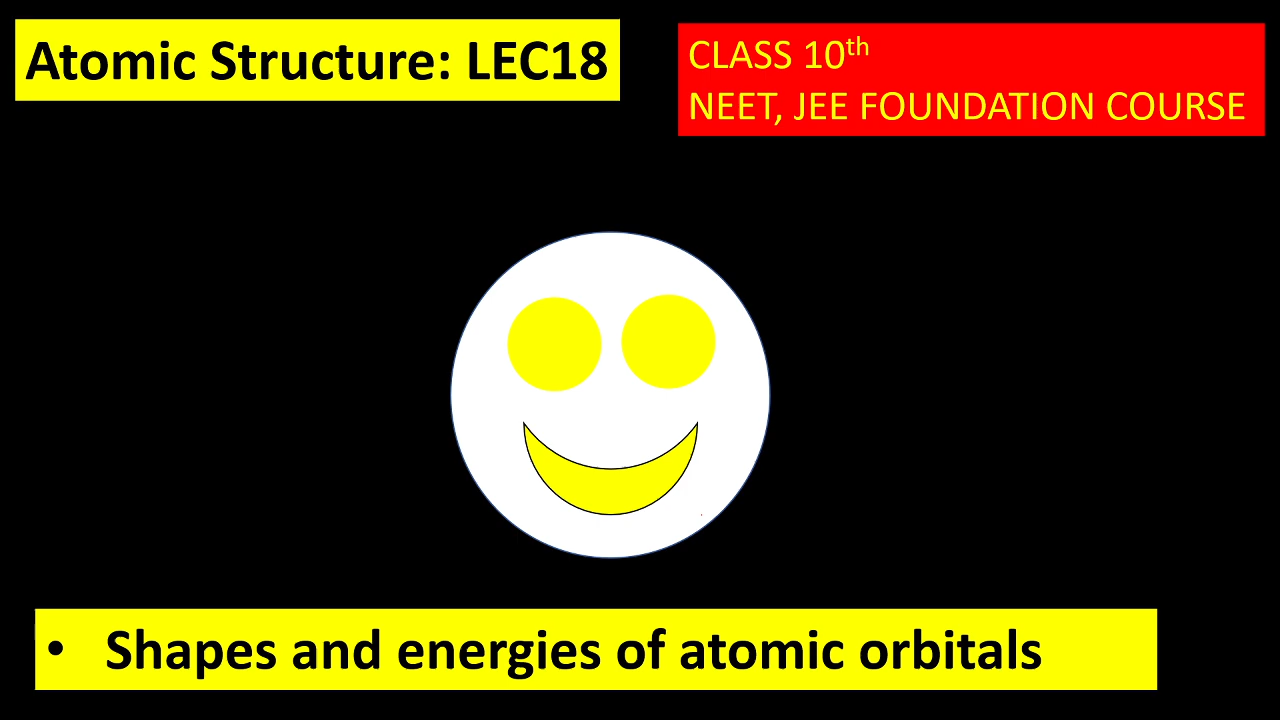 Atomic Structure: LEC18
CLASS 10th
NEET, JEE FOUNDATION COURSE
• Shapes and energies of atomic orbitals